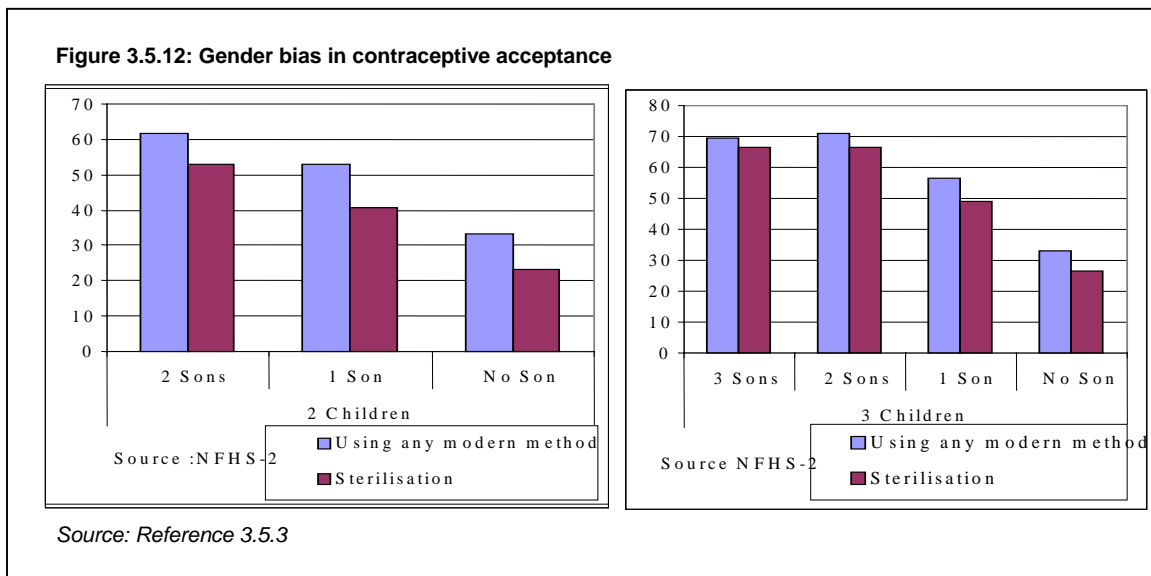 Figure 3.5.12: Gender bias in contraceptive acceptance
70
60
50
40
30
20
10
0
2 Sons
1 Son
No Son
2 Children
Source :NFHS-2
Using any modern method
Sterilisation
80
70
60
50
40
30
20
10
0
3 Sons
2 Sons
1 Son
No Son
3 Children
Source NFHS-2
Using any modern method
Sterilisation
Source: Reference 3.5.3